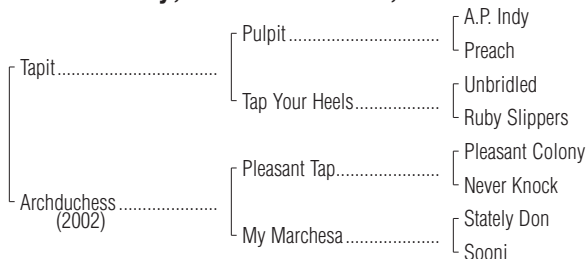 A.P. Indy
Pulpit
Preach
Tapit
Unbridled
Tap Your Heels
Ruby Slippers
Pleasant Colony
Pleasant Tap
Never Knock
Archduchess
(2002)
Stately Don
My Marchesa
Sooni